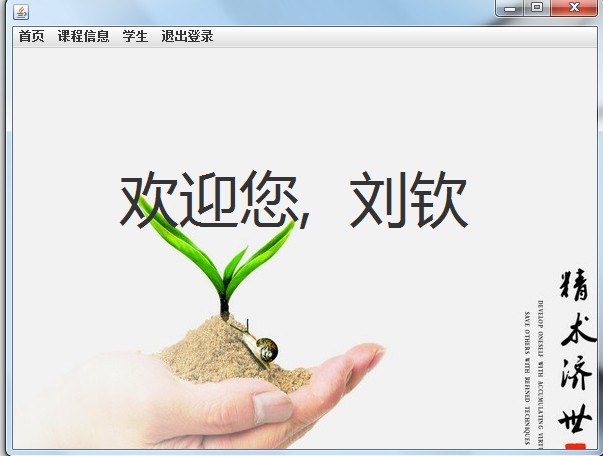 首页 课程信息 学生 退出登录
欢迎您, 刘钦
精术济世
DEVELOP ONESELF WITH ACCUMULATING VIRT
SAVE OTHERS WITH REFINED TECHNIQUES